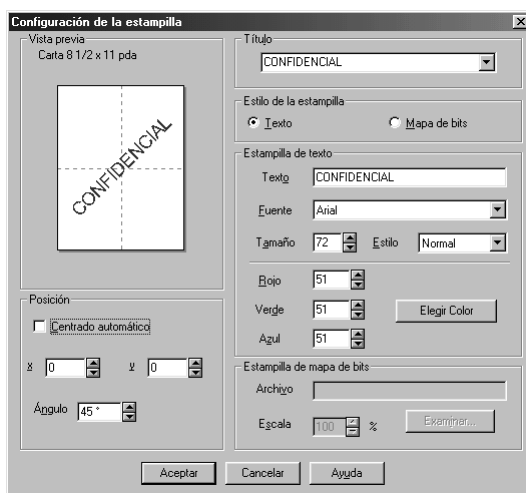 Configuración de la estampilla
Vista previa
Carta 8 1/2 x 11 pda
CONFIDENCIAL
Posición
Centrado automático
x 0 y 0
Ángulo 45 °
Título
CONFIDENCIAL
Estilo de la estampilla
Texto Mapa de bits
Estampilla de texto
Texto CONFIDENCIAL
Fuente Arial
Tamaño 72 Estilo Normal
Rojo 51
Verde 51 Elegir Color
Azul 51
Estampilla de mapa de bits
Archivo
Escala 100 % Examinar...
Aceptar Cancelar Ayuda